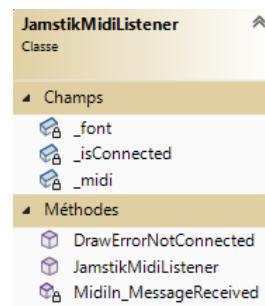 JamstikMidiListener
Classe
Champs
_font
_isConnected
_midi
Méthodes
DrawErrorNotConnected
JamstikMidiListener
MidiIn_MessageReceived